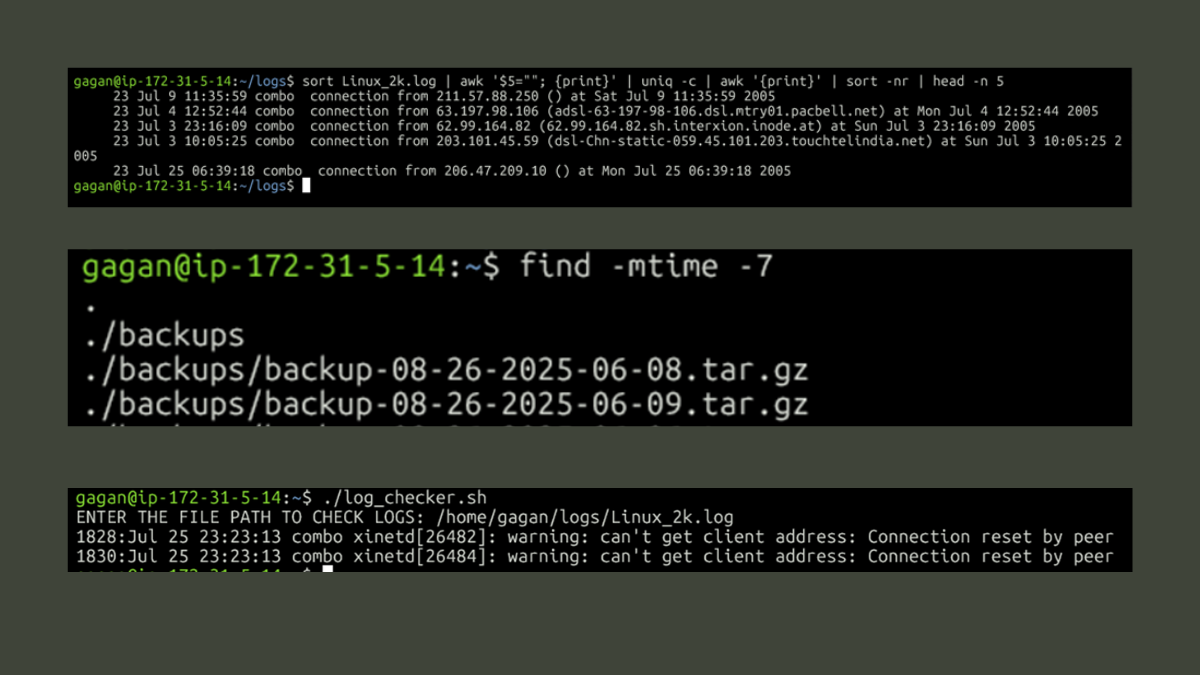 gagan@ip-172-31-5-14:~/logs$ sort Linux_2k.log | awk '$5=""; {print}' | uniq -c | awk '{print}' | sort -nr | head -n 5
23 Jul 9 11:35:59 combo  connection from 211.57.88.250 () at Sat Jul 9 11:35:59 2005
23 Jul 4 12:52:44 combo  connection from 63.197.98.106 (adsl-63-197-98-106.dsl.mtry01.pacbell.net) at Mon Jul 4 12:52:44 2005
23 Jul 3 23:16:09 combo  connection from 62.99.164.82 (62.99.164.82.sh.interxion.inode.at) at Sun Jul 3 23:16:09 2005
23 Jul 3 10:05:25 combo  connection from 203.101.45.59 (dsl-Chn-static-059.45.101.203.touchtelindia.net) at Sun Jul 3 10:05:25 2
005
23 Jul 25 06:39:18 combo  connection from 206.47.209.10 () at Mon Jul 25 06:39:18 2005
gagan@ip-172-31-5-14:~/logs$
gagan@ip-172-31-5-14:~$ find -mtime -7
.
./backups
./backups/backup-08-26-2025-06-08.tar.gz
./backups/backup-08-26-2025-06-09.tar.gz
gagan@ip-172-31-5-14:~$ ./log_checker.sh
ENTER THE FILE PATH TO CHECK LOGS: /home/gagan/logs/Linux_2k.log
1828:Jul 25 23:23:13 combo xinetd[26482]: warning: can't get client address: Connection reset by peer
1830:Jul 25 23:23:13 combo xinetd[26484]: warning: can't get client address: Connection reset by peer